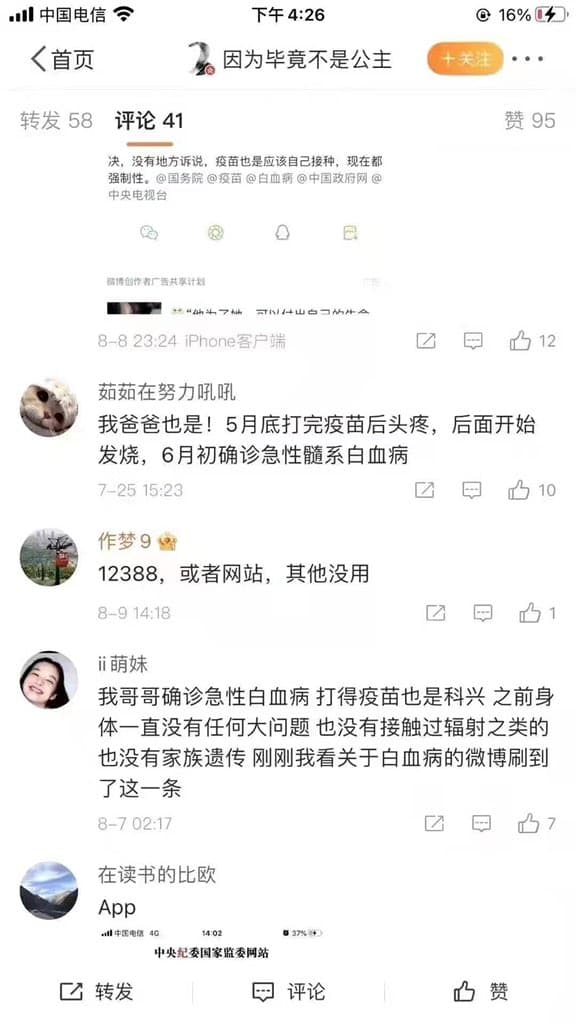 中国电信
下午4:26
16%
首页
因为毕竟不是公主
+关注
转发 58
评论 41
赞 95
决，没有地方诉说，疫苗也是应该自己接种，现在都
强制性。@国务院 @疫苗 @白血病 @中国政府网 @
中央电视台
微博创作者广告共享计划
8-8 23:24 iPhone客户端
12
茹茹在努力吼吼
我爸爸也是！5月底打完疫苗后头疼，后面开始
发烧，6月初确诊急性髓系白血病
7-25 15:23
10
作梦9
12388，或者网站，其他没用
8-9 14:18
1
ii萌妹
我哥哥确诊急性白血病 打得疫苗也是科兴 之前身
体一直没有任何大问题 也没有接触过辐射之类的
也没有家族遗传 刚刚我看关于白血病的微博刷到
了这一条
8-7 02:17
7
在读书的比欧
App
中国电信 4G
14:02
37%
中央纪委国家监委网站
转发
评论
赞